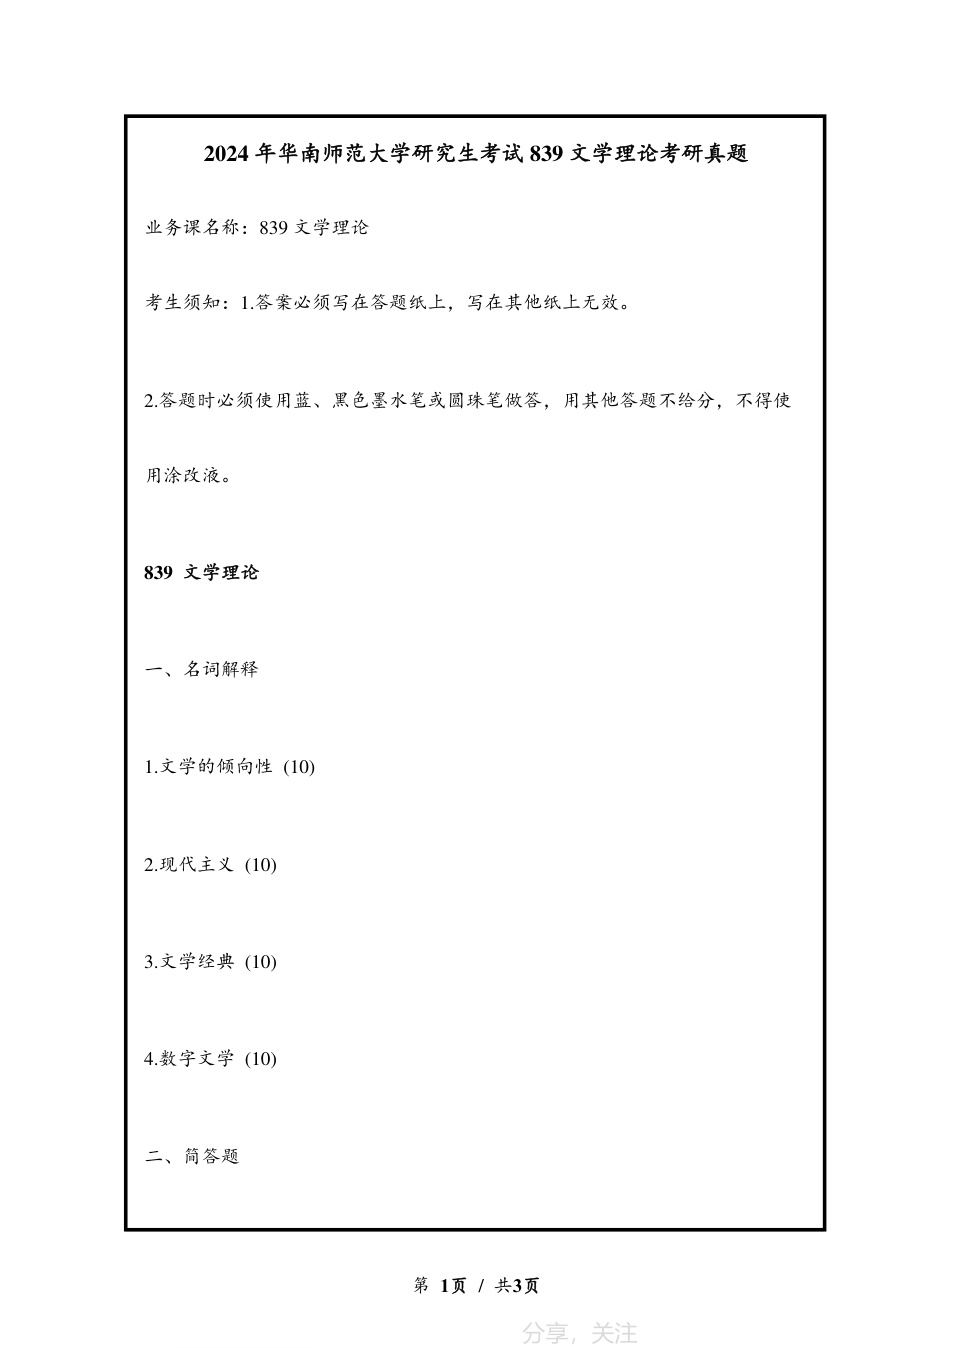 2024 年华南师范大学研究生考试 839 文学理论考研真题
业务课名称：839 文学理论
考生须知：1.答案必须写在答题纸上，写在其他纸上无效。
2.答题时必须使用蓝、黑色墨水笔或圆珠笔做答，用其他答题不给分，不得使
用涂改液。
839 文学理论
一、名词解释
1.文学的倾向性 (10)
2.现代主义 (10)
3.文学经典 (10)
4.数字文学 (10)
二、简答题
第 1页 / 共3页
分享，关注